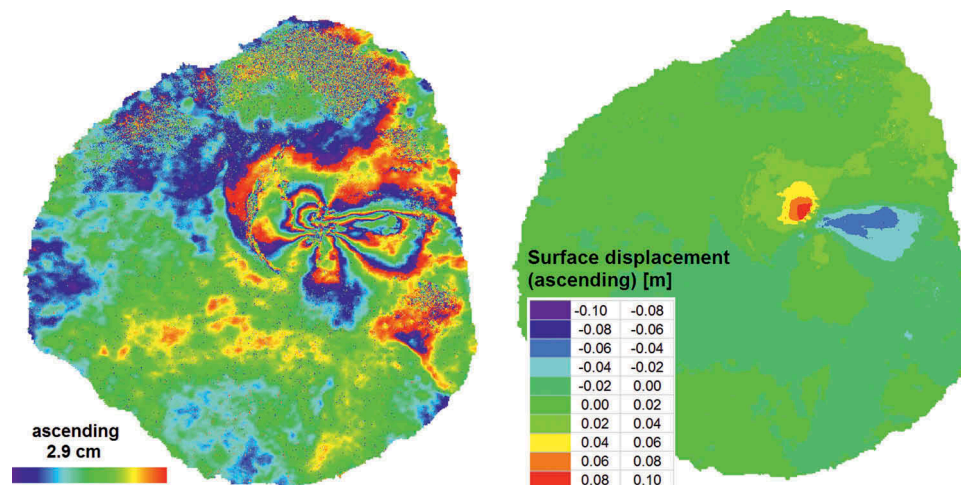 ascending
2.9 cm
Surface displacement
(ascending) [m]
-0.10 -0.08
-0.08 -0.06
-0.06 -0.04
-0.04 -0.02
-0.02 0.00
0.00 0.02
0.02 0.04
0.04 0.06
0.06 0.08
0.08 0.10